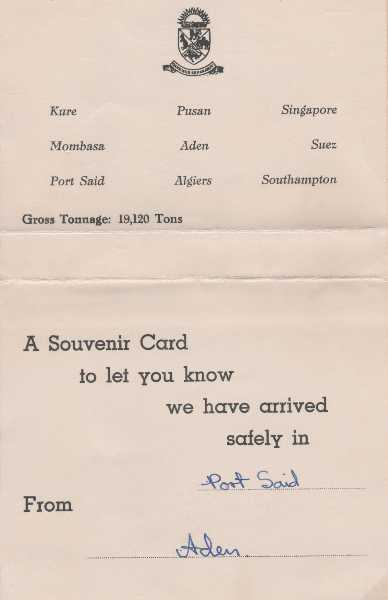 Kure Pusan Singapore
Mombasa Aden Suez
Port Said Algiers Southampton
Gross Tonnage: 19,120 Tons
A Souvenir Card
to let you know
we have arrived
safely in
Port Said
From
Aden